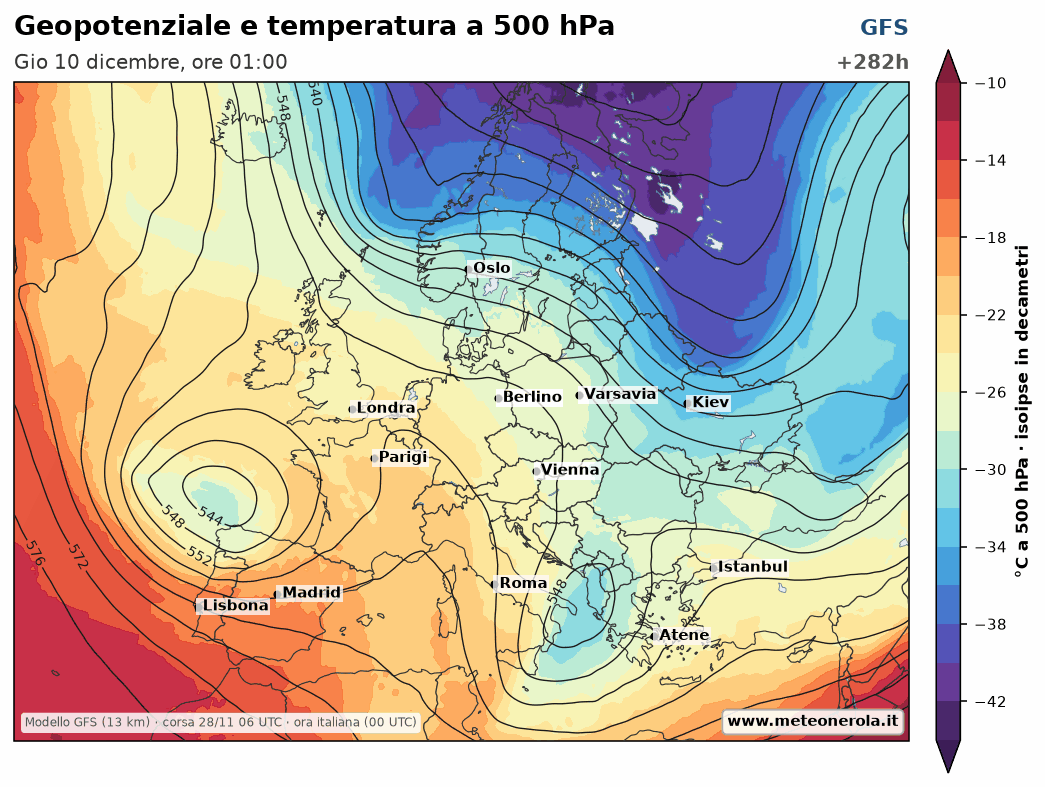 Geopotenziale e temperatura a 500 hPa
GFS
Gio 10 dicembre, ore 01:00
+282h
548
540
Oslo
Berlino
Varsavia
Kiev
Londra
Parigi
Vienna
548
544
552
576
572
Istanbul
Roma
548
Madrid
Lisbona
Atene
Modello GFS (13 km) · corsa 28/11 06 UTC · ora italiana (00 UTC)
www.meteonerola.it
−10
−14
−18
−22
−26
−30
−34
−38
−42
°C a 500 hPa · isoipse in decametri